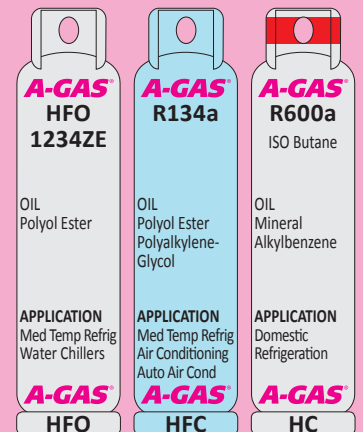 A-GAS®
HFO
1234ZE
OIL
Polyol Ester
APPLICATION
Med Temp Refrig
Water Chillers
A-GAS®
HFO
A-GAS®
R134a
OIL
Polyol Ester
Polyalkylene-
Glycol
APPLICATION
Med Temp Refrig
Air Conditioning
Auto Air Cond
A-GAS®
HFC
A-GAS®
R600a
ISO Butane
OIL
Mineral
Alkylbenzene
APPLICATION
Domestic
Refrigeration
A-GAS®
HC